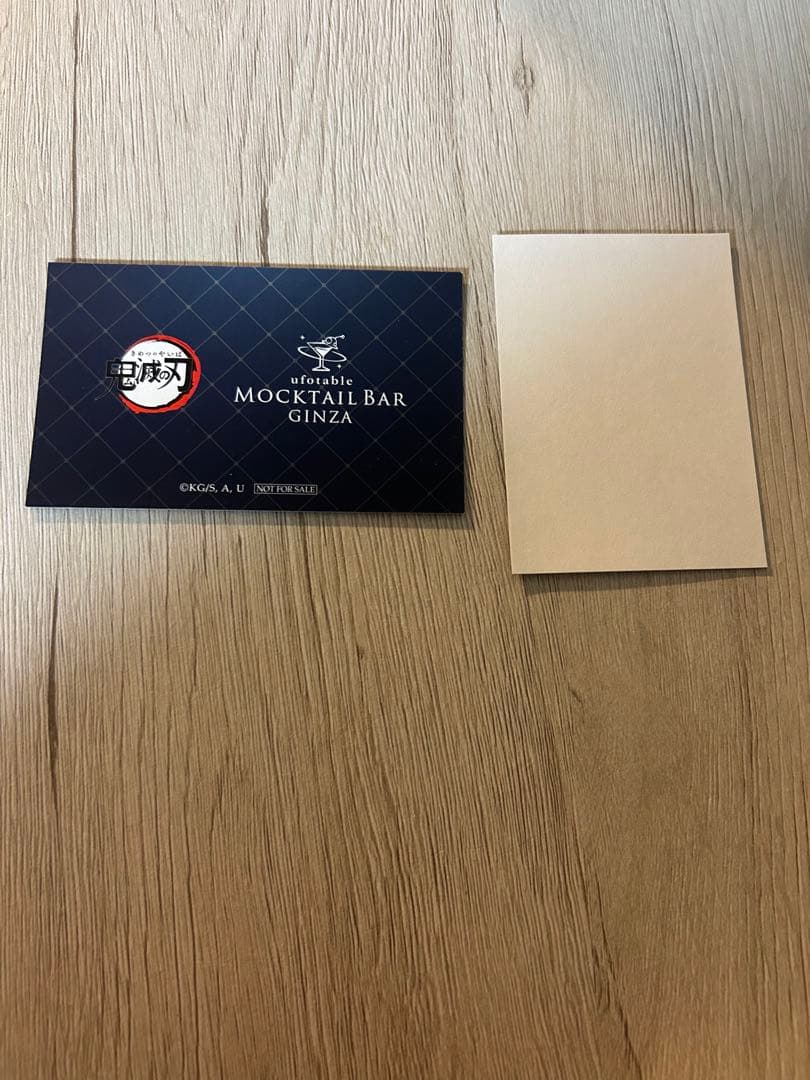 きめつのやいば
鬼滅の刃
ufotable
MOCKTAIL BAR
GINZA
©KG/S, A, U NOT FOR SALE